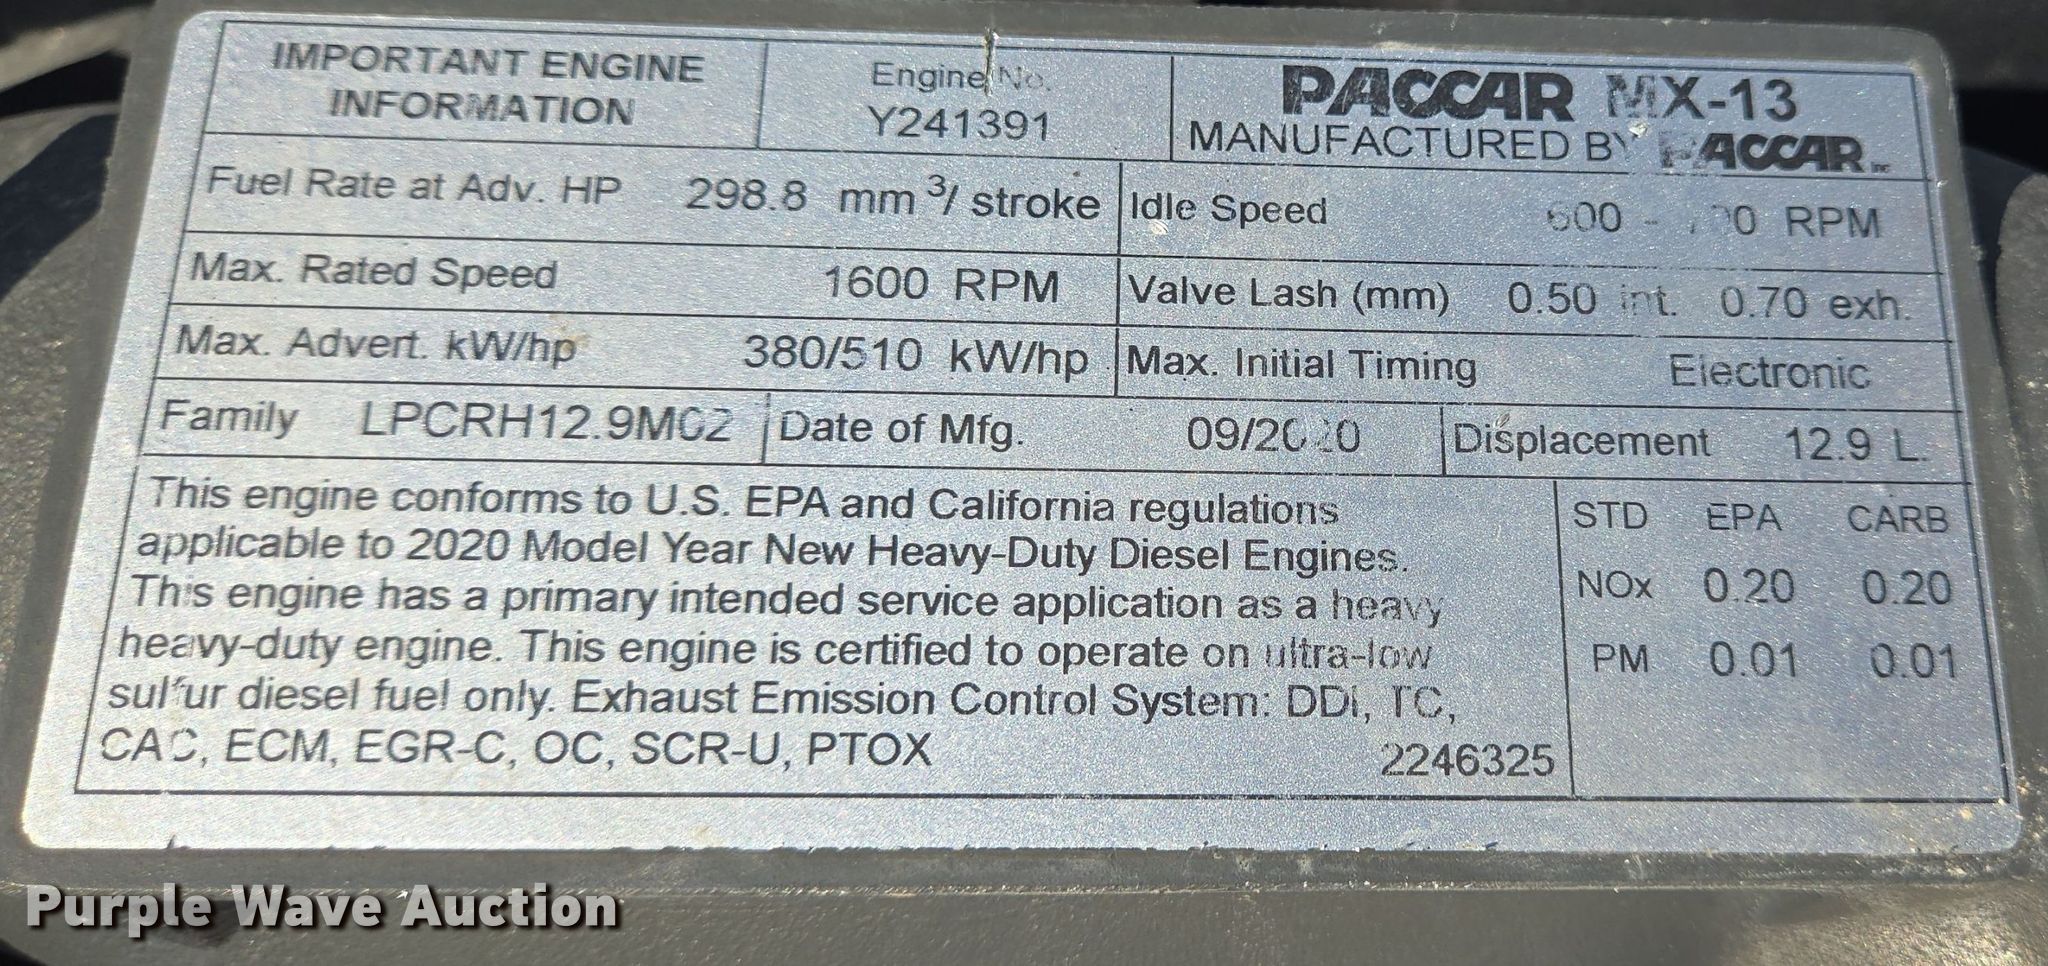 IMPORTANT ENGINE
INFORMATION
Engine No.
Y241391
PACCAR MX-13
MANUFACTURED BY PACCAR INC
Fuel Rate at Adv. HP 298.8 mm³/ stroke
Idle Speed RPM
Max. Rated Speed 1600 RPM
Valve Lash (mm) 0.50 int. 0.70 exh.
Max. Advert. kW/hp 380/510 kW/hp
Max. Initial Timing Electronic
Family
Date of Mfg. 09/2020
Displacement 12.9 L.
This engine conforms to U.S. EPA and California regulations
applicable to 2020 Model Year New Heavy-Duty Diesel Engines.
This engine has a primary intended service application as a heavy
heavy-duty engine. This engine is certified to operate on ultra-low
sulfur diesel fuel only. Exhaust Emission Control System: DDI, TC,
CAC, ECM, EGR-C, OC, SCR-U, PTOX 2246325
STD EPA CARB
NOx 0.20 0.20
PM 0.01 0.01
Purple Wave Auction